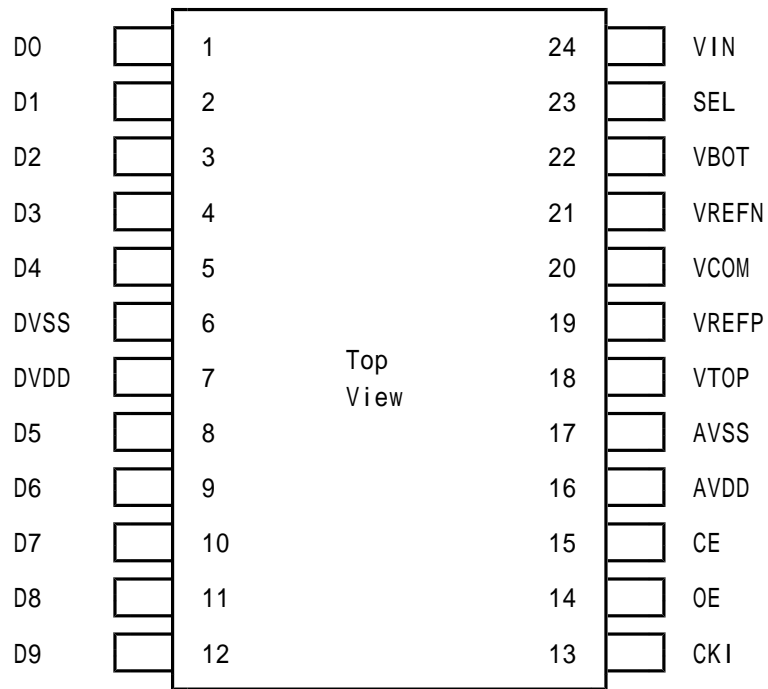 D0 1 24 VIN
D1 2 23 SEL
D2 3 22 VBOT
D3 4 21 VREFN
D4 5 20 VCOM
DVSS 6 19 VREFP
Top
DVDD 7 18 VTOP
View
D5 8 17 AVSS
D6 9 16 AVDD
D7 10 15 CE
D8 11 14 OE
D9 12 13 CKI